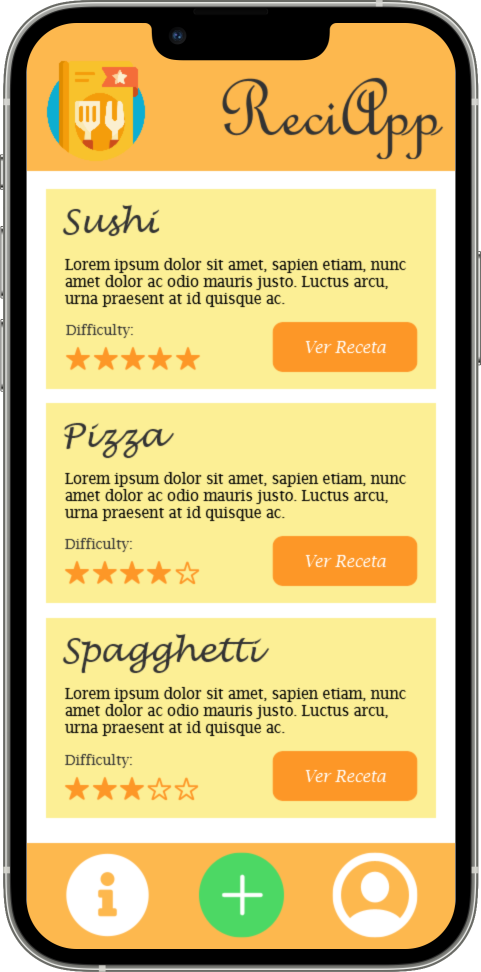 ReciApp
Sushi
Lorem ipsum dolor sit amet, sapien etiam, nunc
amet dolor ac odio mauris justo. Luctus arcu,
urna praesent at id quisque ac.
Difficulty:
Ver Receta
Pizza
Lorem ipsum dolor sit amet, sapien etiam, nunc
amet dolor ac odio mauris justo. Luctus arcu,
urna praesent at id quisque ac.
Difficulty:
Ver Receta
Spagghetti
Lorem ipsum dolor sit amet, sapien etiam, nunc
amet dolor ac odio mauris justo. Luctus arcu,
urna praesent at id quisque ac.
Difficulty:
Ver Receta